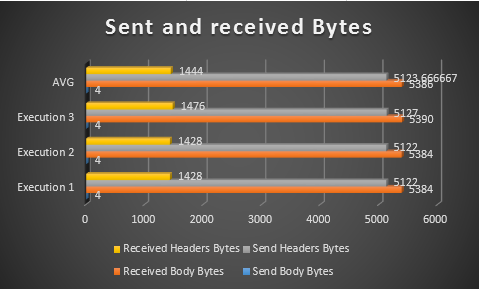 Sent and received Bytes
1444
AVG 5123.666667
5386
4
1476
Execution 3 5127
5390
4
1428
Execution 2 5122
5384
4
1428
Execution 1 5122
5384
4
0 1000 2000 3000 4000 5000 6000
Received Headers Bytes Send Headers Bytes
Received Body Bytes Send Body Bytes